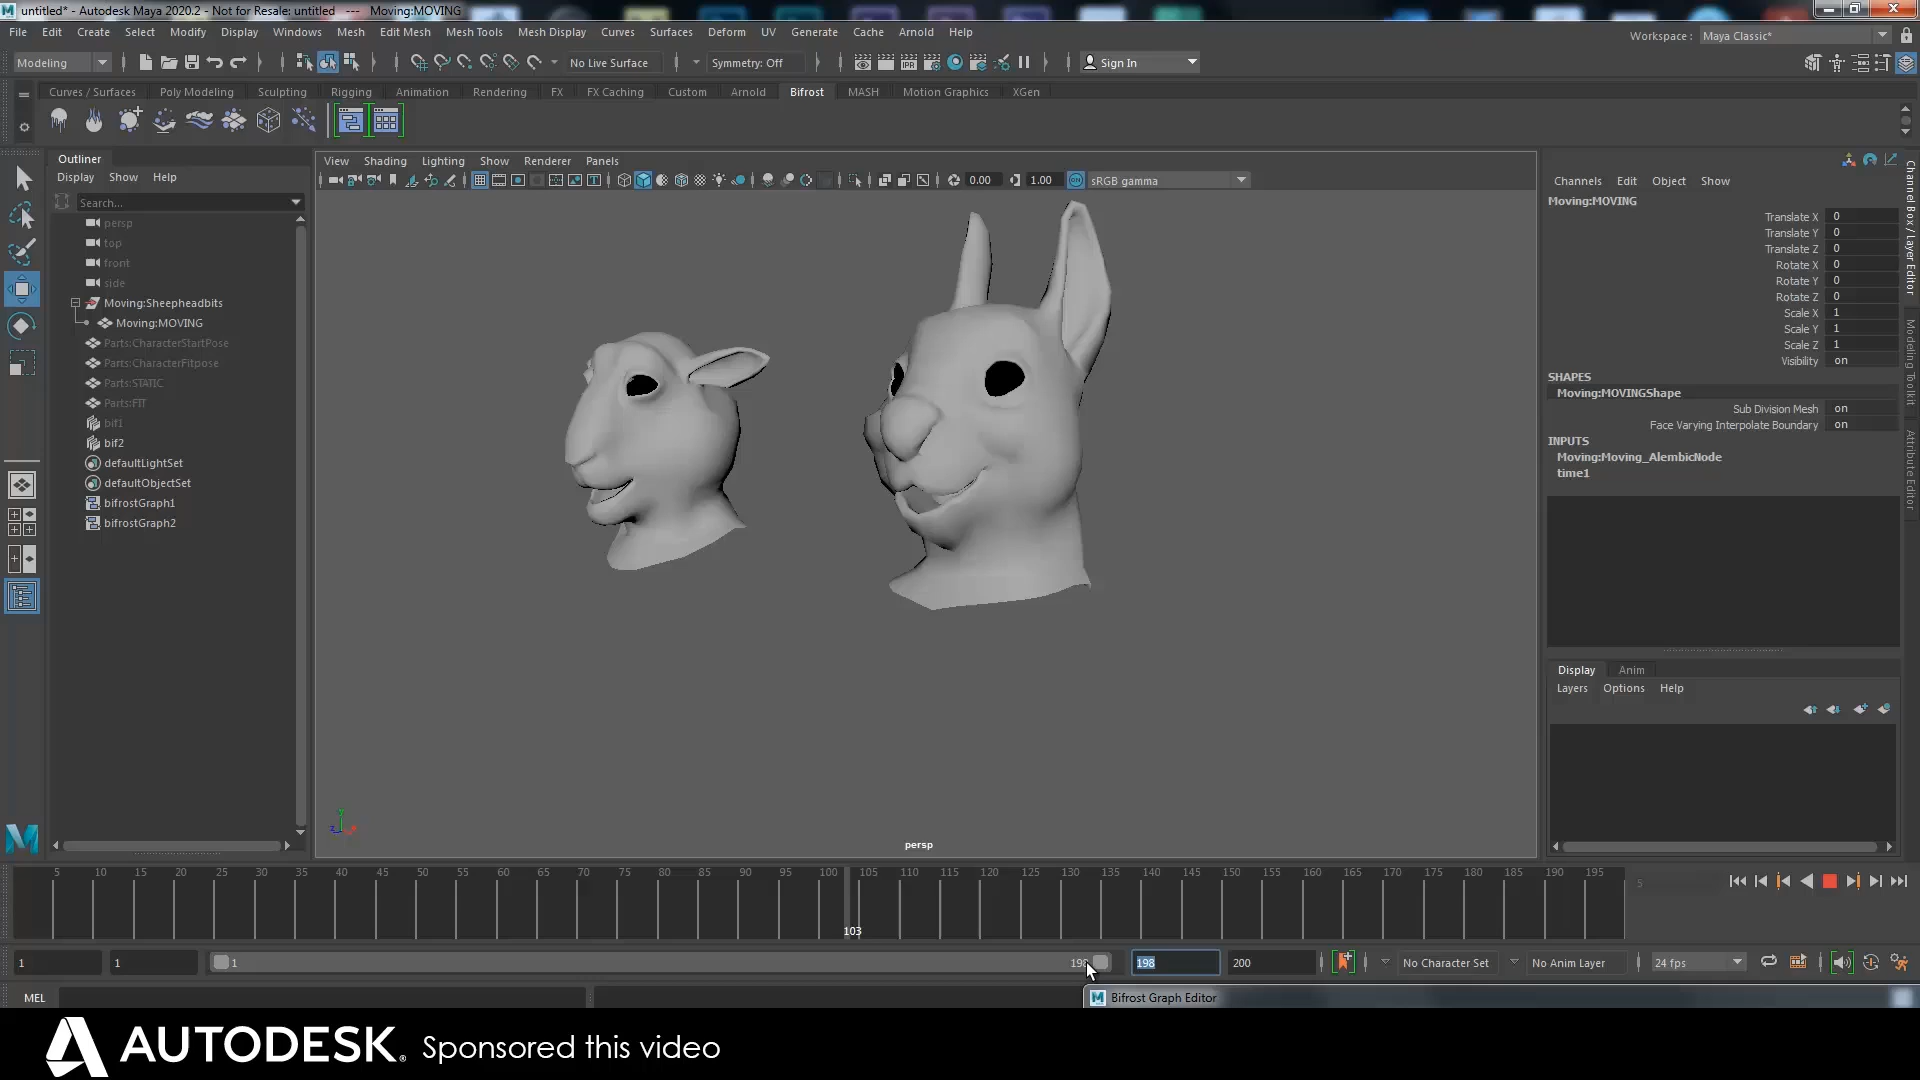 untitled* - Autodesk Maya 2020.2 - Not for Resale: untitled --- Moving:MOVING
File Edit Create Select Modify Display Windows Mesh Edit Mesh Mesh Tools Mesh Display Curves Surfaces Deform UV Generate Cache Arnold Help
Workspace : Maya Classic*
Modeling No Live Surface Symmetry: Off IPR Sign In
Curves / Surfaces Poly Modeling Sculpting Rigging Animation Rendering FX FX Caching Custom Arnold Bifrost MASH Motion Graphics XGen
Outliner
Display Show Help
Search...
persp
top
front
side
Moving:Sheepheadbits
Moving:MOVING
Parts:CharacterStartPose
Parts:CharacterFitpose
Parts:STATIC
Parts:FIT
bif1
bif2
defaultLightSet
defaultObjectSet
bifrostGraph1
bifrostGraph2
View Shading Lighting Show Renderer Panels
0.00 1.00 sRGB gamma
persp
Channels Edit Object Show
Moving:MOVING
Translate X 0
Translate Y 0
Translate Z 0
Rotate X 0
Rotate Y 0
Rotate Z 0
Scale X 1
Scale Y 1
Scale Z 1
Visibility on
SHAPES
Moving:MOVINGShape
Sub Division Mesh on
Face Varying Interpolate Boundary on
INPUTS
Moving:Moving_AlembicNode
time1
Channel Box / Layer Editor
Modeling Toolkit
Attribute Editor
Display Anim
Layers Options Help
5 10 15 20 25 30 35 40 45 50 55 60 65 70 75 80 85 90 95 100 105 110 115 120 125 130 135 140 145 150 155 160 165 170 175 180 185 190 195
103
1 1 1 198 198 200 No Character Set No Anim Layer 24 fps
MEL
Bifrost Graph Editor
AUTODESK. Sponsored this video